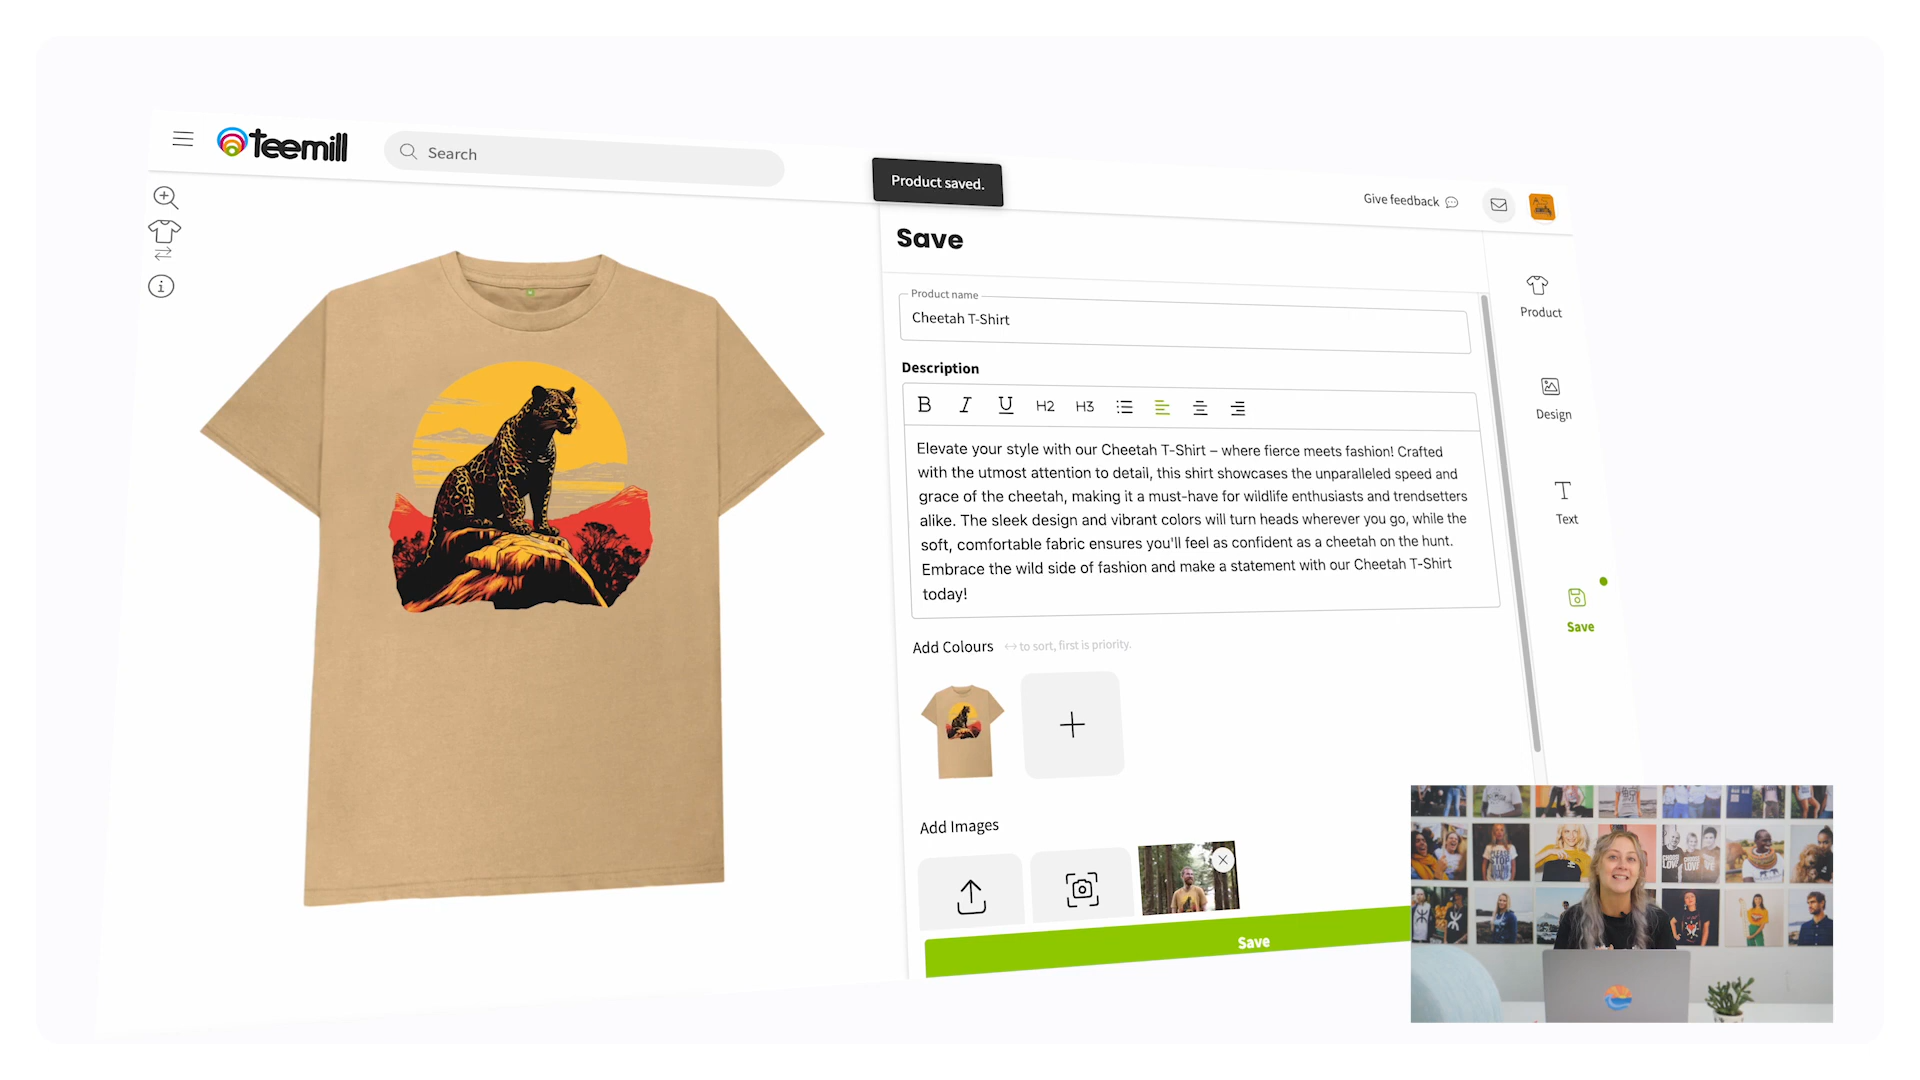 teemill
Search
Product saved.
Give feedback
Save
Product name
Cheetah T-Shirt
Description
B I U H2 H3
Elevate your style with our Cheetah T-Shirt – where fierce meets fashion! Crafted
with the utmost attention to detail, this shirt showcases the unparalleled speed and
grace of the cheetah, making it a must-have for wildlife enthusiasts and trendsetters
alike. The sleek design and vibrant colors will turn heads wherever you go, while the
soft, comfortable fabric ensures you'll feel as confident as a cheetah on the hunt.
Embrace the wild side of fashion and make a statement with our Cheetah T-Shirt
today!
Add Colours ↔ to sort, first is priority.
Add Images
Save
Product
Design
Text
Save